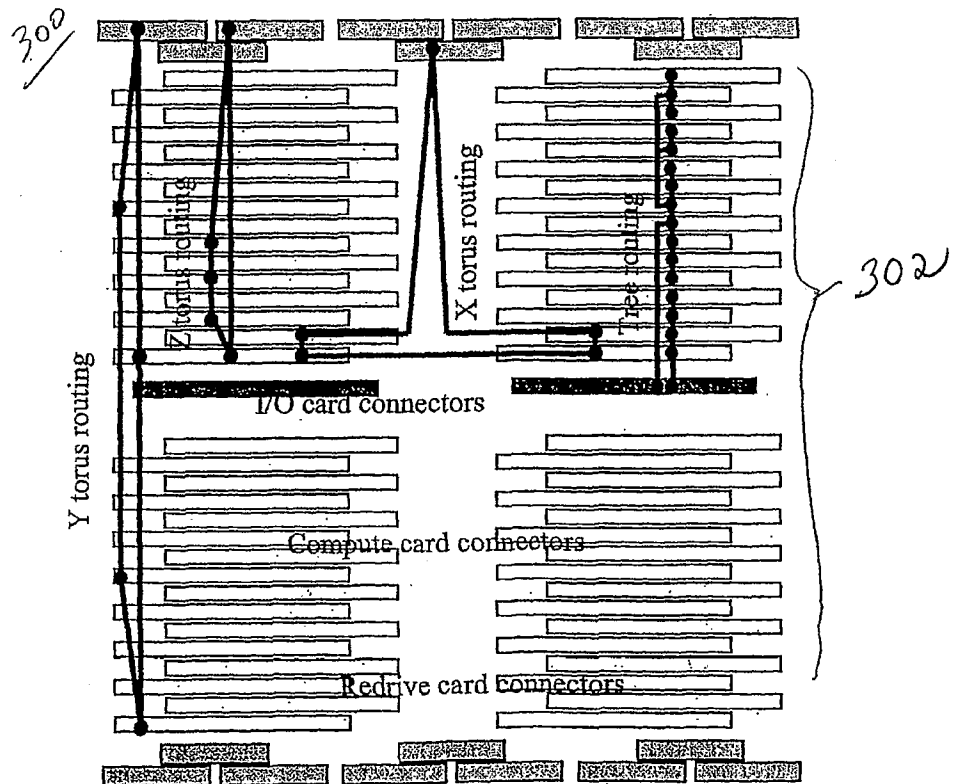 300
Z torus routing
X torus routing
Tree routing
302
Y torus routing
I/O card connectors
Compute card connectors
Redrive card connectors